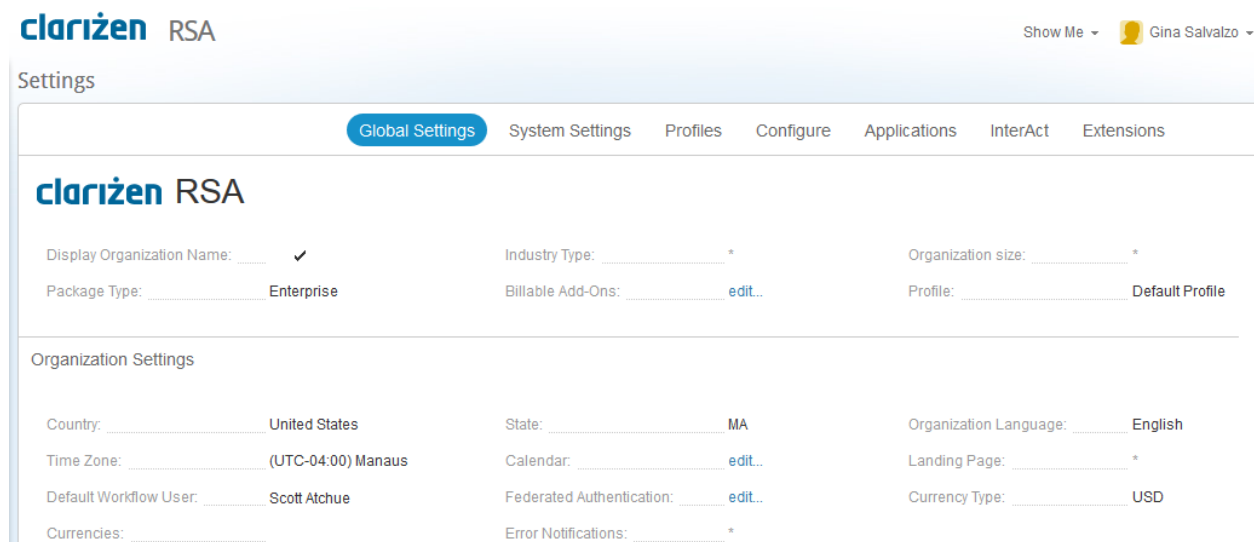 clarizen RSA
Show Me Gina Salvalzo
Settings
Global Settings System Settings Profiles Configure Applications InterAct Extensions
clarizen RSA
Display Organization Name: ✔ Industry Type: * Organization size: *
Package Type: Enterprise Billable Add-Ons: edit... Profile: Default Profile
Organization Settings
Country: United States State: MA Organization Language: English
Time Zone: (UTC-04:00) Manaus Calendar: edit... Landing Page: *
Default Workflow User: Scott Atchue Federated Authentication: edit... Currency Type: USD
Currencies: Error Notifications: *